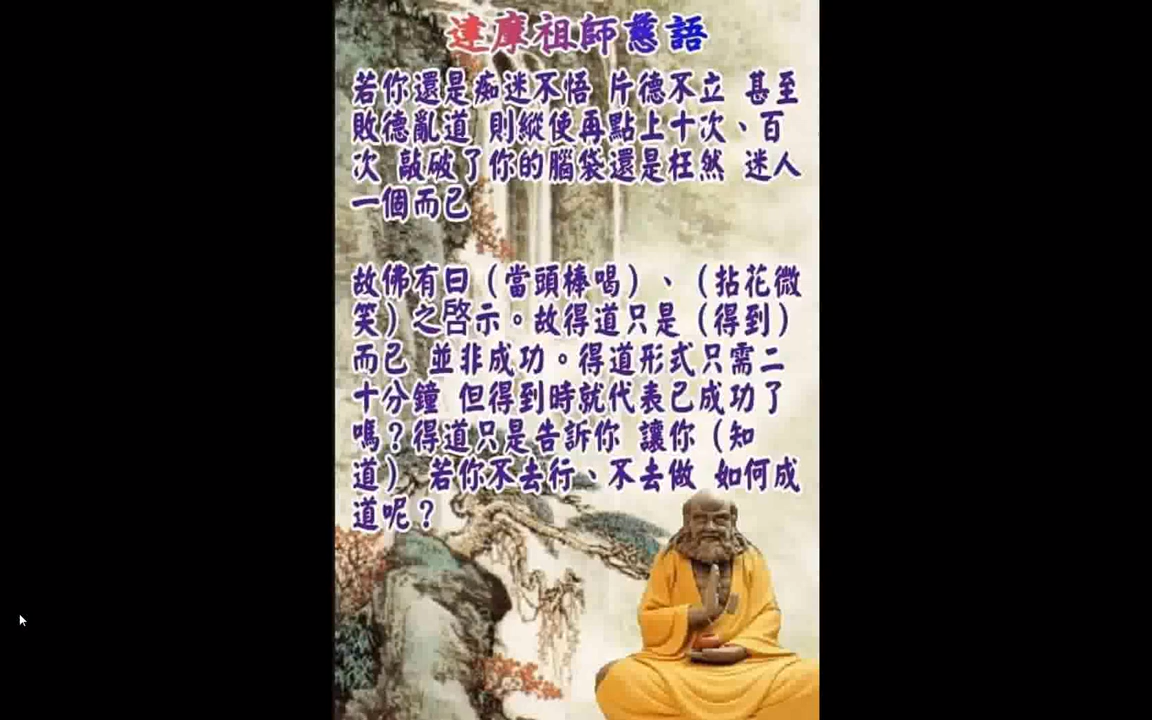 達摩祖師慈語
若你還是痴迷不悟 片德不立 甚至
敗德亂道 則縱使再點上十次、百
次 敲破了你的腦袋還是枉然 迷人
一個而已
故佛有曰（當頭棒喝）、（拈花微
笑）之啓示。故得道只是（得到）
而已 並非成功。得道形式只需二
十分鐘 但得到時就代表已成功了
嗎？得道只是告訴你 讓你（知
道） 若你不去行、不去做 如何成
道呢？